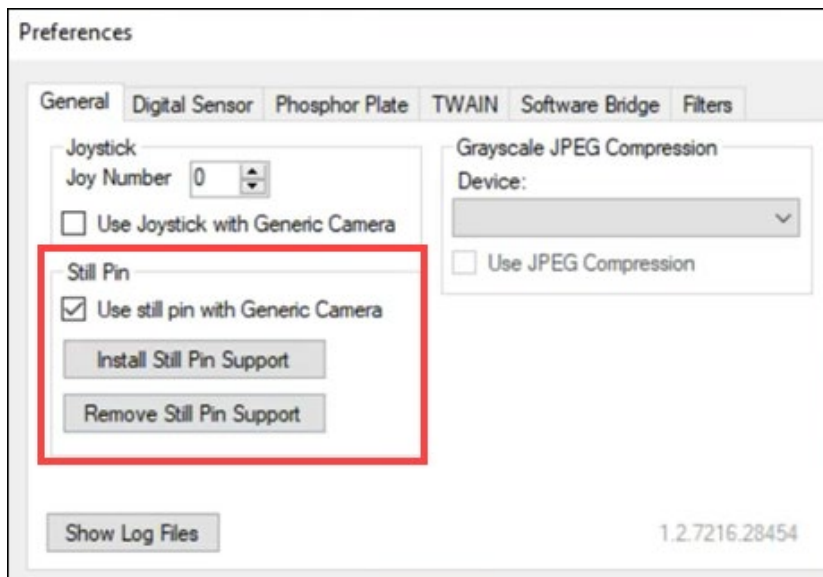 Preferences
General Digital Sensor Phosphor Plate TWAIN Software Bridge Filters
Joystick
Joy Number 0
Use Joystick with Generic Camera
Still Pin
Use still pin with Generic Camera
Install Still Pin Support
Remove Still Pin Support
Grayscale JPEG Compression
Device:
Use JPEG Compression
Show Log Files
1.2.7216.28454